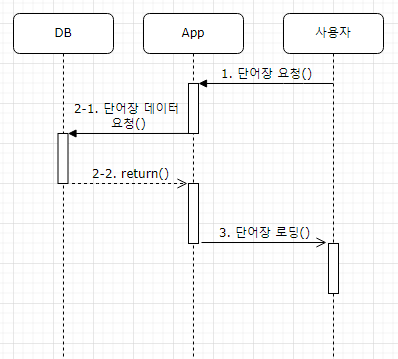 DB
App
사용자
1. 단어장 요청()
2-1. 단어장 데이터
요청()
2-2. return()
3. 단어장 로딩()